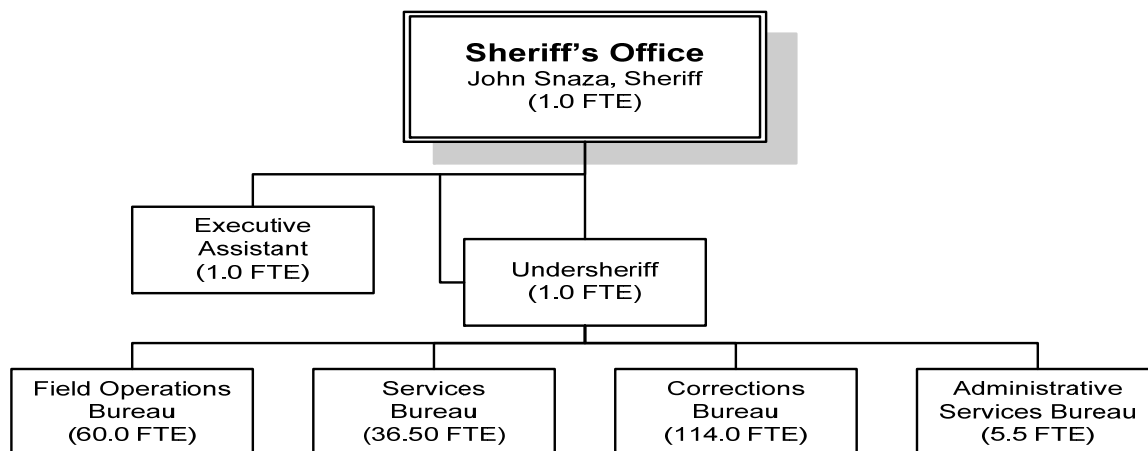 Sheriff’s Office
John Snaza, Sheriff
(1.0 FTE)
Executive
Assistant
(1.0 FTE)
Undersheriff
(1.0 FTE)
Field Operations
Bureau
(60.0 FTE)
Services
Bureau
(36.50 FTE)
Corrections
Bureau
(114.0 FTE)
Administrative
Services Bureau
(5.5 FTE)